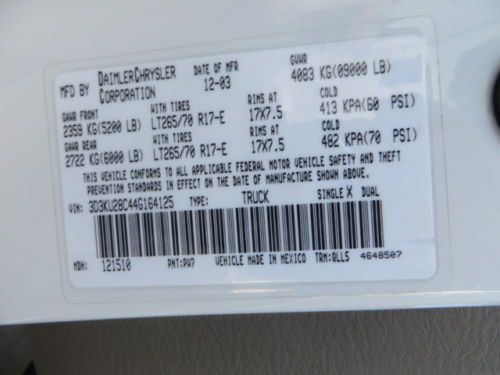 MFD BY DAIMLERCHRYSLER CORPORATION DATE OF MFR 12-03 GVWR 4083 KG(09000 LB)
GAWR FRONT WITH TIRES RIMS AT COLD
2359 KG(5200 LB) LT265/70 R17-E 17X7.5 413 KPA(60 PSI)
GAWR REAR WITH TIRES RIMS AT COLD
2722 KG(6000 LB) LT265/70 R17-E 17X7.5 482 KPA(70 PSI)
THIS VEHICLE CONFORMS TO ALL APPLICABLE FEDERAL MOTOR VEHICLE SAFETY AND THEFT
PREVENTION STANDARDS IN EFFECT ON THE DATE OF MANUFACTURE SHOWN ABOVE.
VIN: 3D3KU28C44G164125 TYPE: TRUCK SINGLE X DUAL
MDH: 121510 PNT:PW7 VEHICLE MADE IN MEXICO TRM:QLLS 4648507